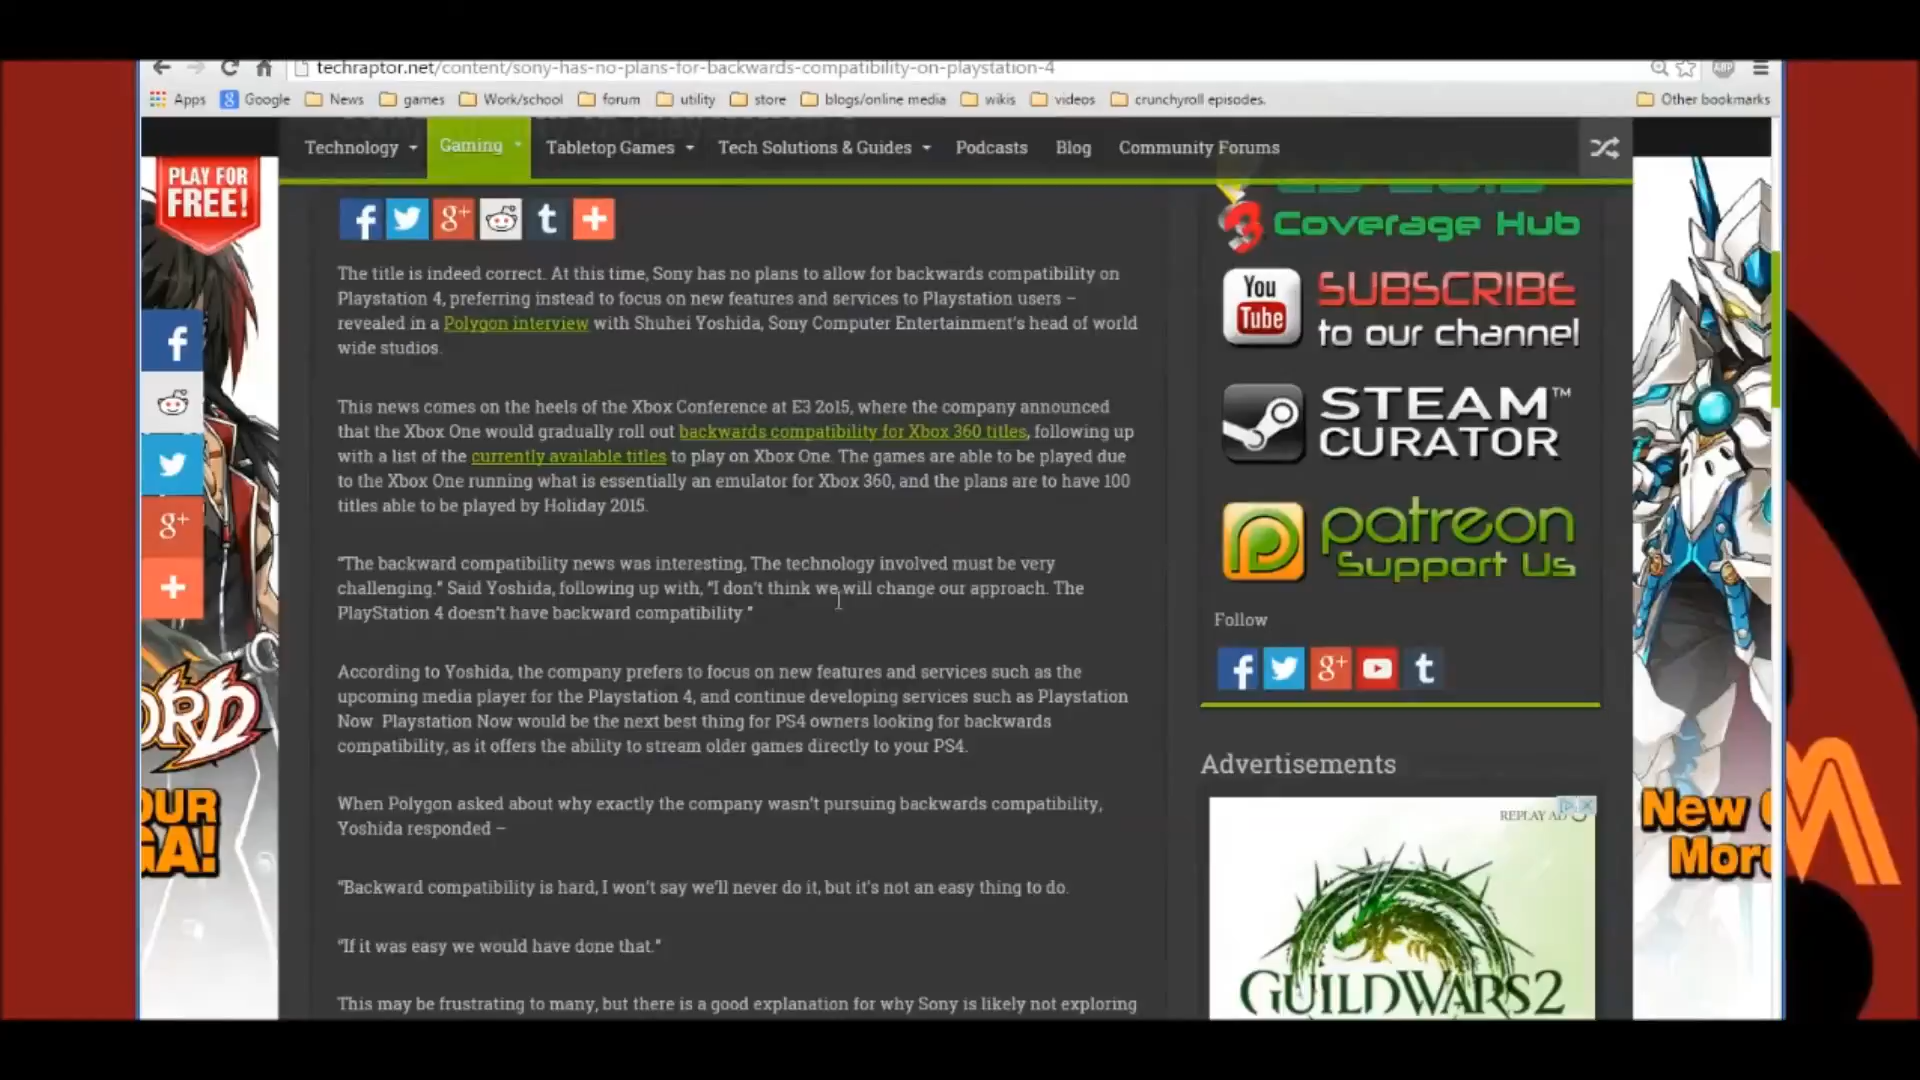 techraptor.net/content/sony-has-no-plans-for-backwards-compatibility-on-playstation-4
ABP
Apps Google News games Work/school forum utility store blogs/online media wikis videos crunchyroll episodes. Other bookmarks
Technology Gaming Tabletop Games Tech Solutions & Guides Podcasts Blog Community Forums
PLAY FOR
FREE!
The title is indeed correct. At this time, Sony has no plans to allow for backwards compatibility on
Playstation 4, preferring instead to focus on new features and services to Playstation users –
revealed in a Polygon interview with Shuhei Yoshida, Sony Computer Entertainment's head of world
wide studios.
This news comes on the heels of the Xbox Conference at E3 2o15, where the company announced
that the Xbox One would gradually roll out backwards compatibility for Xbox 360 titles, following up
with a list of the currently available titles to play on Xbox One. The games are able to be played due
to the Xbox One running what is essentially an emulator for Xbox 360, and the plans are to have 100
titles able to be played by Holiday 2015.
“The backward compatibility news was interesting, The technology involved must be very
challenging.” Said Yoshida, following up with, “I don't think we will change our approach. The
PlayStation 4 doesn't have backward compatibility.”
According to Yoshida, the company prefers to focus on new features and services such as the
upcoming media player for the Playstation 4, and continue developing services such as Playstation
Now. Playstation Now would be the next best thing for PS4 owners looking for backwards
compatibility, as it offers the ability to stream older games directly to your PS4.
When Polygon asked about why exactly the company wasn't pursuing backwards compatibility,
Yoshida responded –
“Backward compatibility is hard, I won't say we'll never do it, but it's not an easy thing to do.
“If it was easy we would have done that.”
This may be frustrating to many, but there is a good explanation for why Sony is likely not exploring
Coverage Hub
You
Tube
SUBSCRIBE
to our channel
STEAM™
CURATOR
patreon
Support Us
Follow
Advertisements
REPLAY AD
GUILD WARS 2
ORD
OUR
GA!
New
More